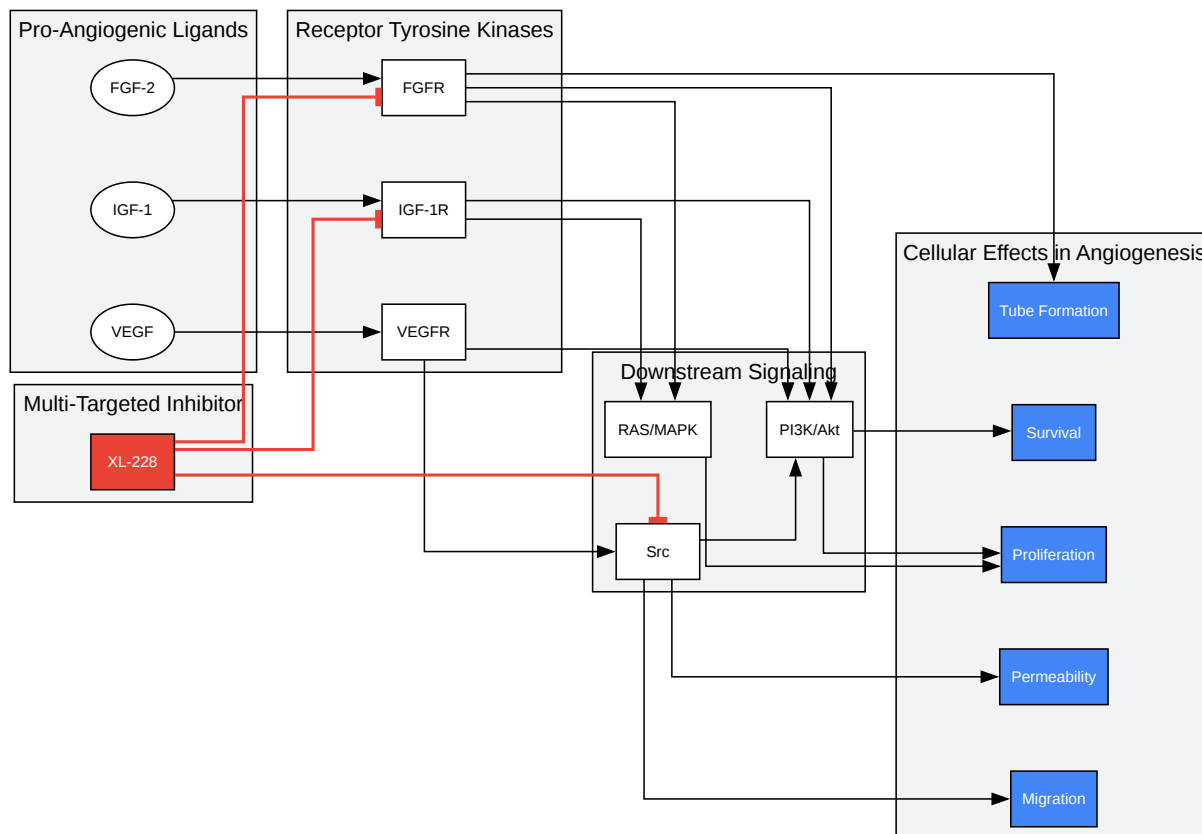 Pro-Angiogenic Ligands
FGF-2
IGF-1
VEGF
Receptor Tyrosine Kinases
FGFR
IGF-1R
VEGFR
Multi-Targeted Inhibitor
XL-228
Downstream Signaling
RAS/MAPK
PI3K/Akt
Src
Cellular Effects in Angiogenesis
Tube Formation
Survival
Proliferation
Permeability
Migration